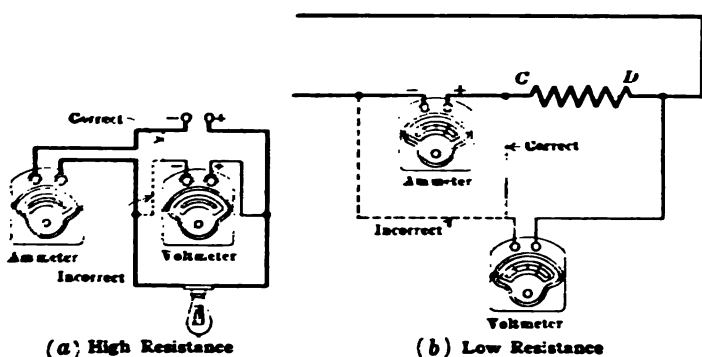 Correct
− +
− +
Ammeter
Voltmeter
Incorrect
(a) High Resistance
C D
− +
Ammeter
Correct
Incorrect
Voltmeter
(b) Low Resistance